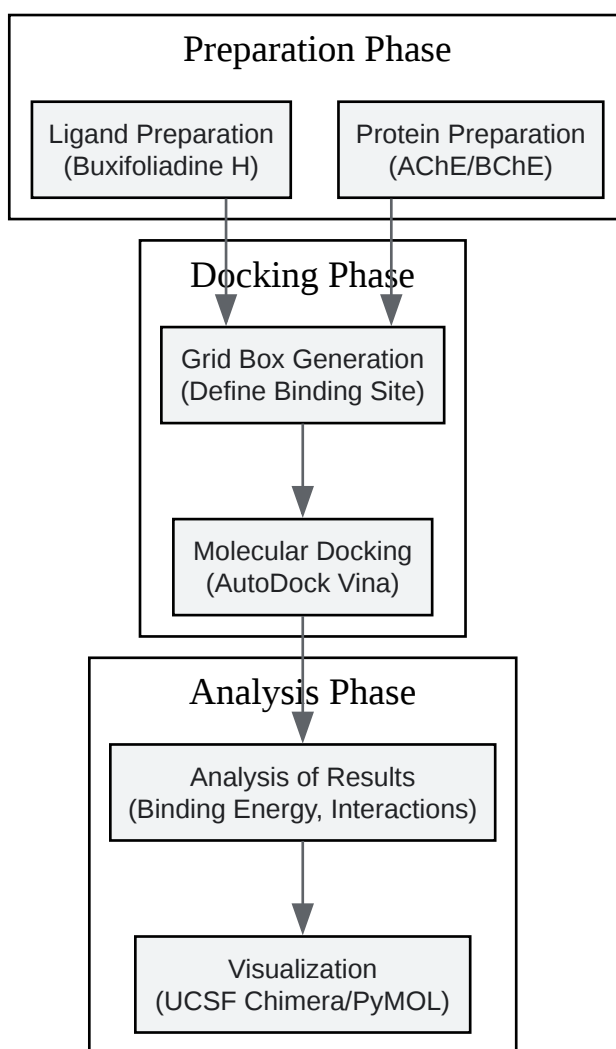 Preparation Phase
Ligand Preparation
(Buxifoliadine H)
Protein Preparation
(AChE/BChE)
Docking Phase
Grid Box Generation
(Define Binding Site)
Molecular Docking
(AutoDock Vina)
Analysis Phase
Analysis of Results
(Binding Energy, Interactions)
Visualization
(UCSF Chimera/PyMOL)